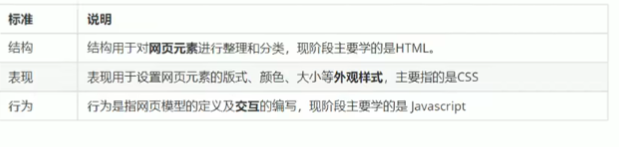 标准 说明
结构 结构用于对网页元素进行整理和分类，现阶段主要学的是HTML。
表现 表现用于设置网页元素的版式、颜色、大小等外观样式，主要指的是CSS
行为 行为是指网页模型的定义及交互的编写，现阶段主要学的是 Javascript